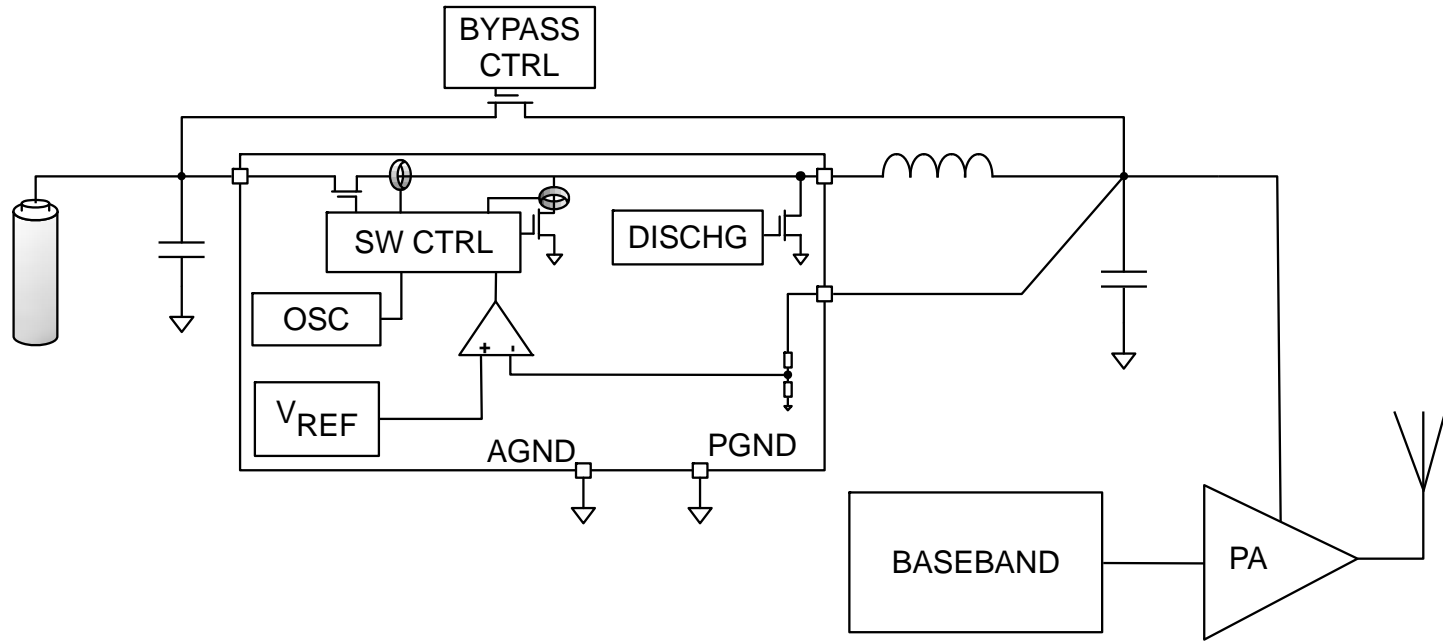 BYPASS
CTRL
SW CTRL
DISCHG
OSC
+ -
VREF
AGND
PGND
BASEBAND
PA